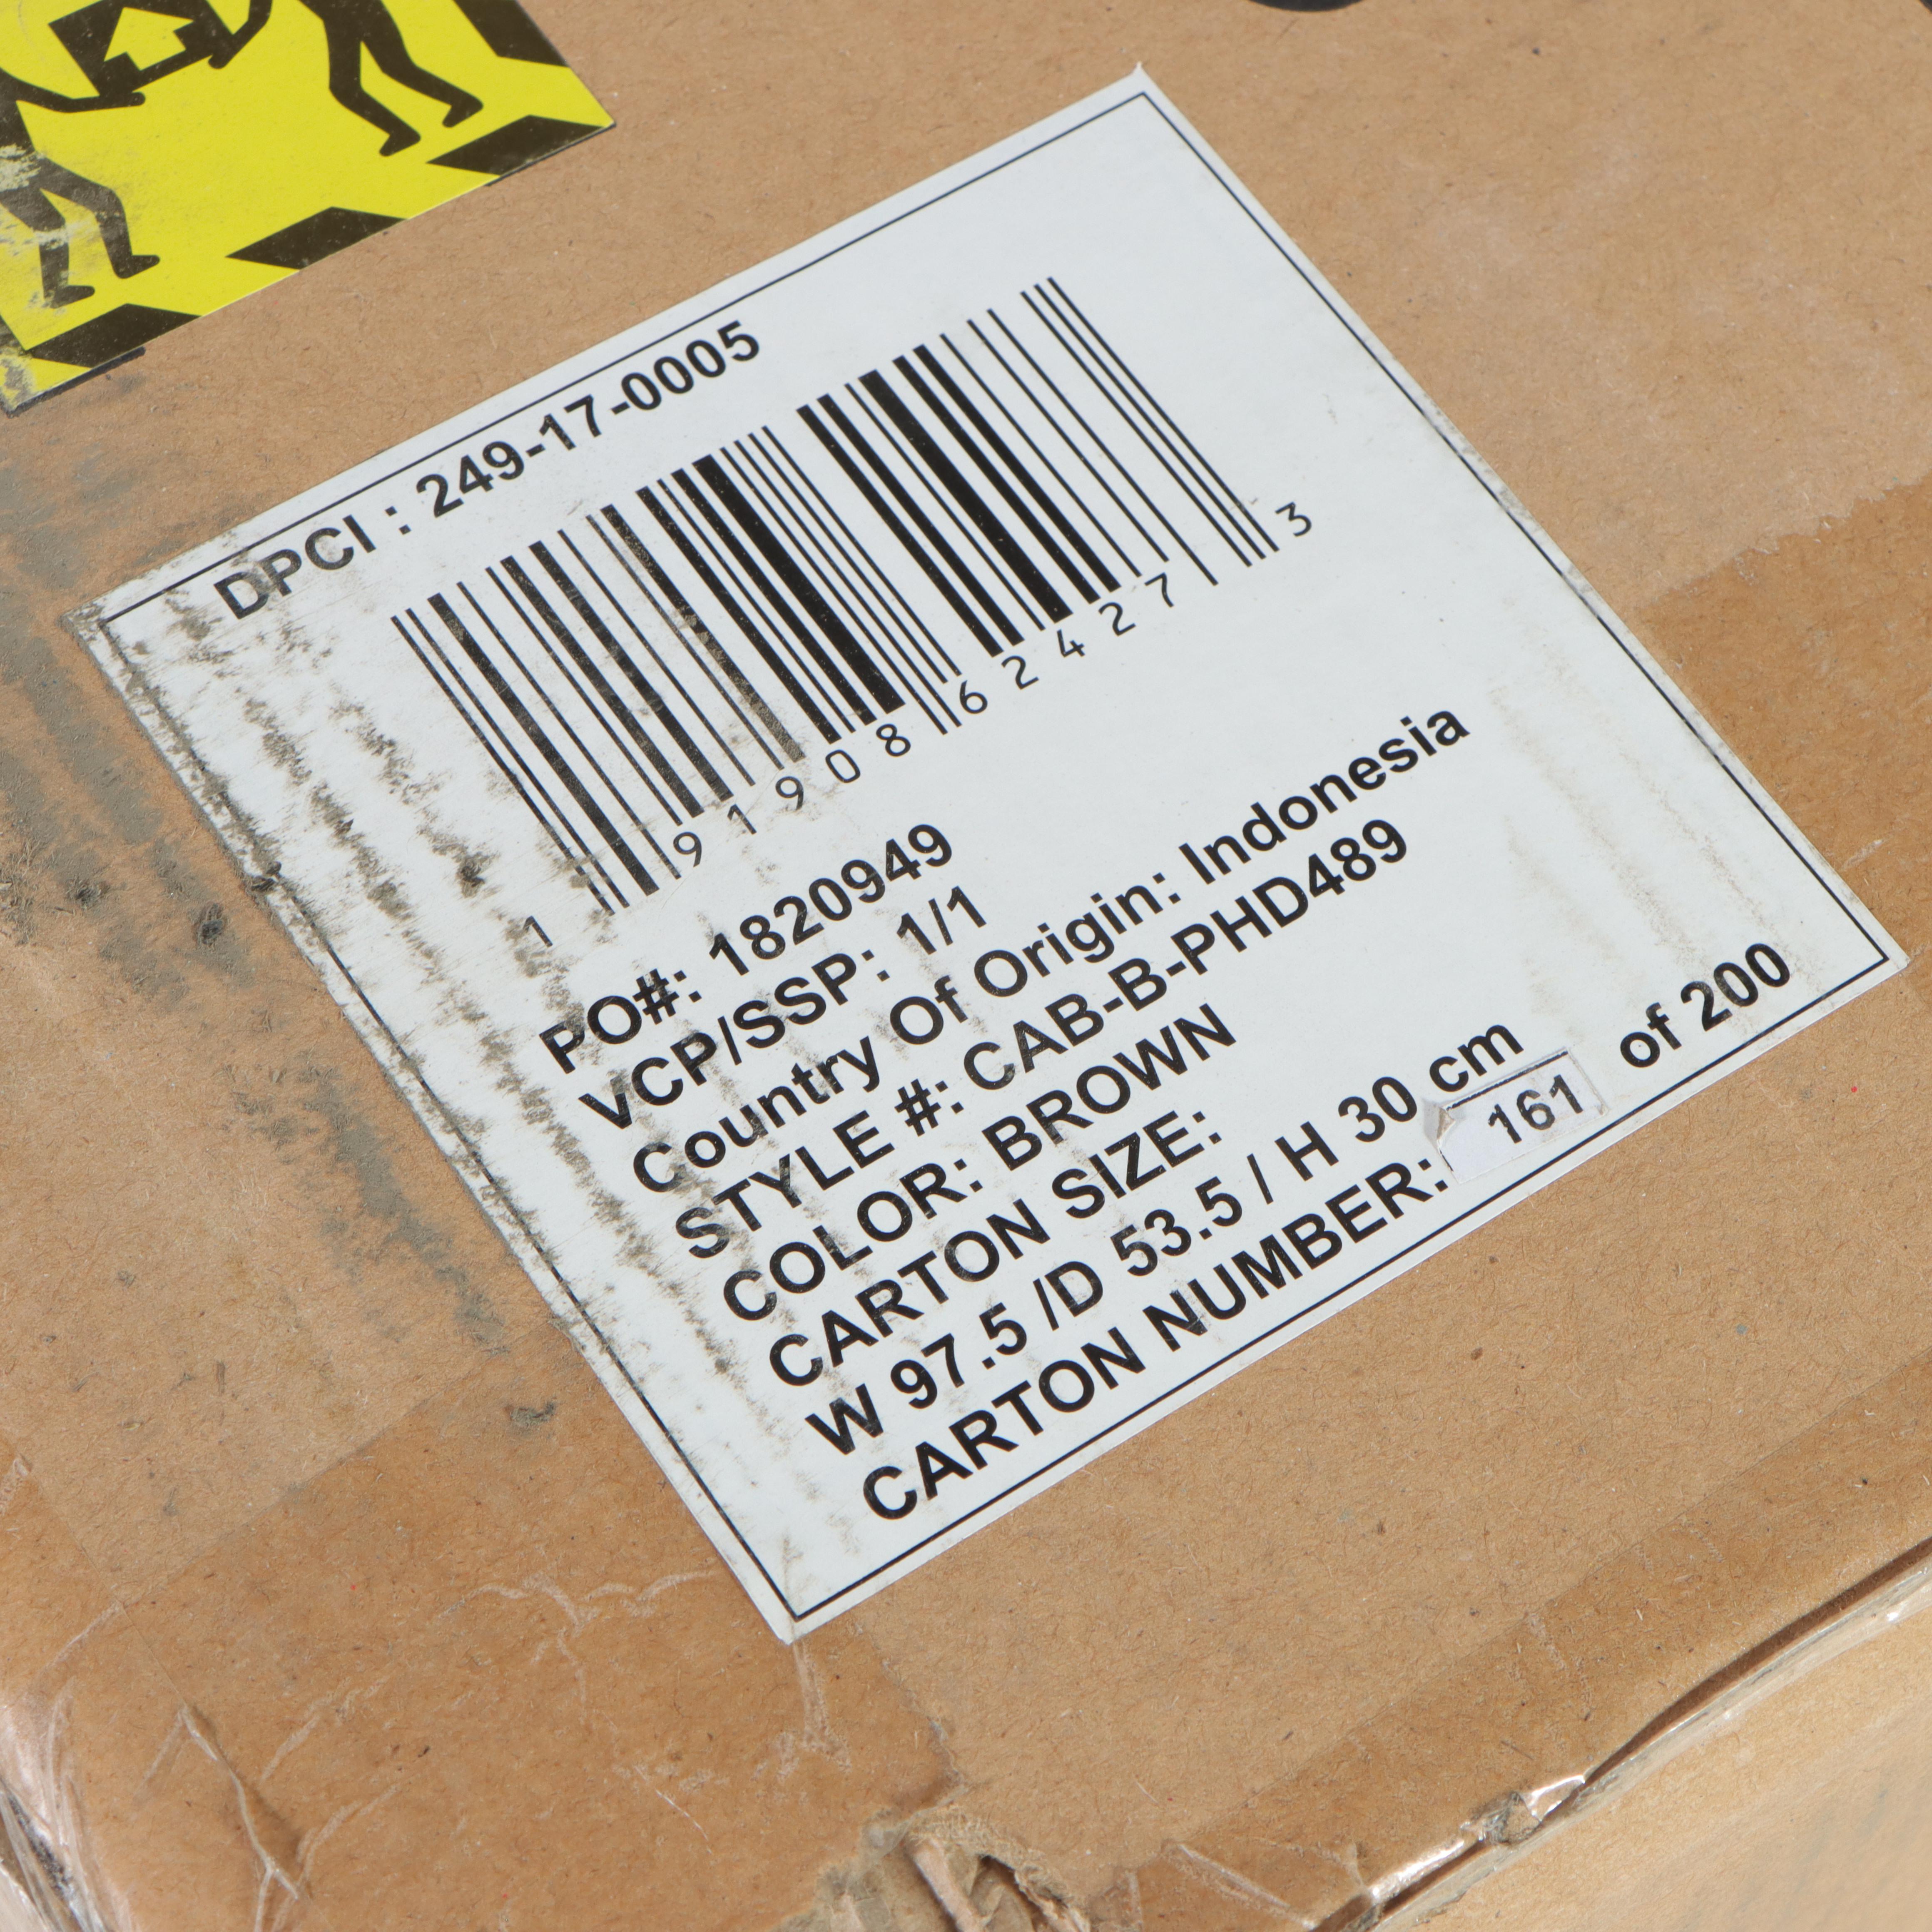 DPCI : 249-17-0005
1 91908 62427 3
PO#: 1820949
VCP/SSP: 1/1
Country Of Origin: Indonesia
STYLE #: CAB-B-PHD489
COLOR: BROWN
CARTON SIZE:
W 97.5 /D 53.5 / H 30 cm
CARTON NUMBER: 161 of 200